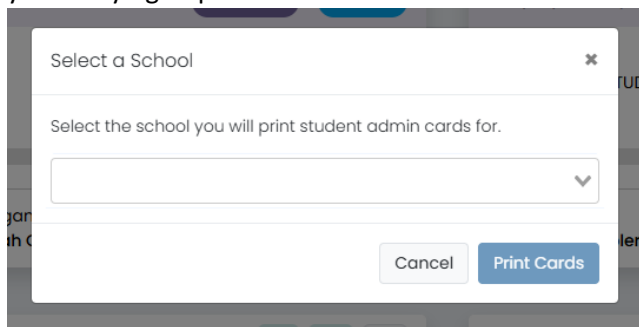 Select a School
×
Select the school you will print student admin cards for.
Cancel
Print Cards